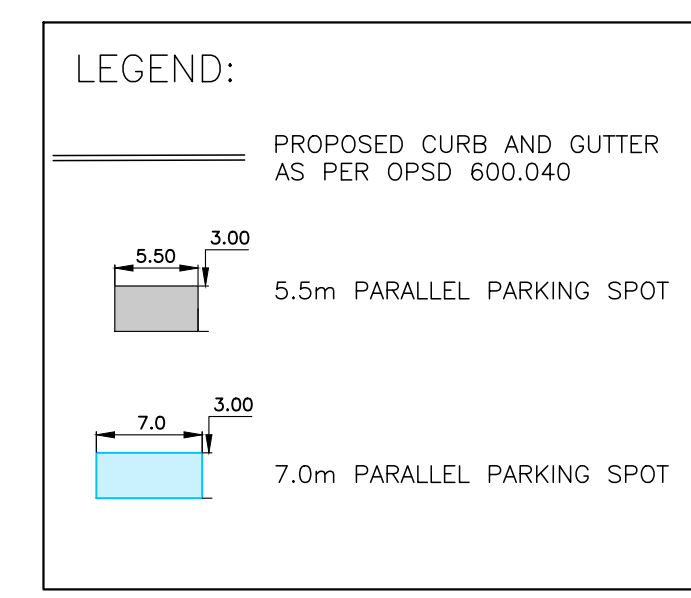 LEGEND:
PROPOSED CURB AND GUTTER
AS PER OPSD 600.040
5.50
3.00
5.5m PARALLEL PARKING SPOT
7.0
3.00
7.0m PARALLEL PARKING SPOT